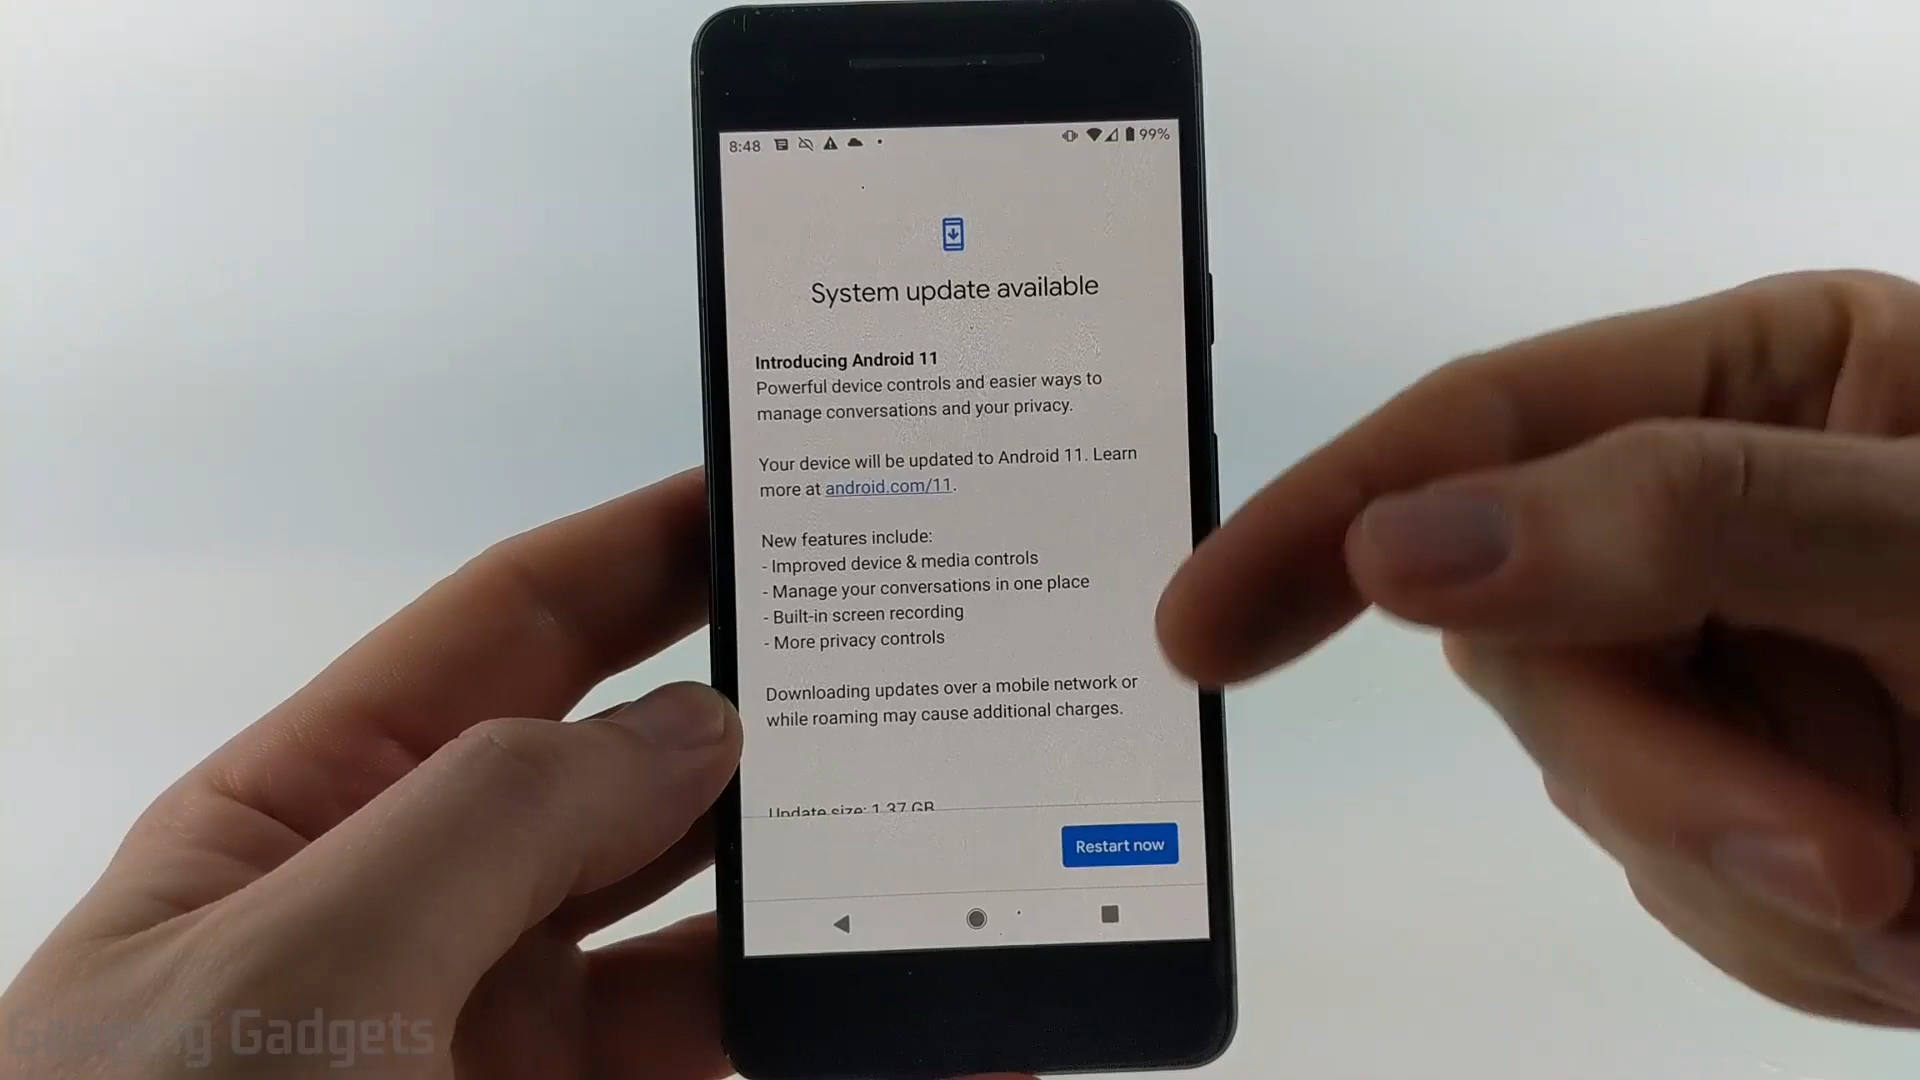 8:48
99%
System update available
Introducing Android 11
Powerful device controls and easier ways to
manage conversations and your privacy.
Your device will be updated to Android 11. Learn
more at android.com/11.
New features include:
- Improved device & media controls
- Manage your conversations in one place
- Built-in screen recording
- More privacy controls
Downloading updates over a mobile network or
while roaming may cause additional charges.
Update size: 1.37 GB
Restart now
Gauging Gadgets